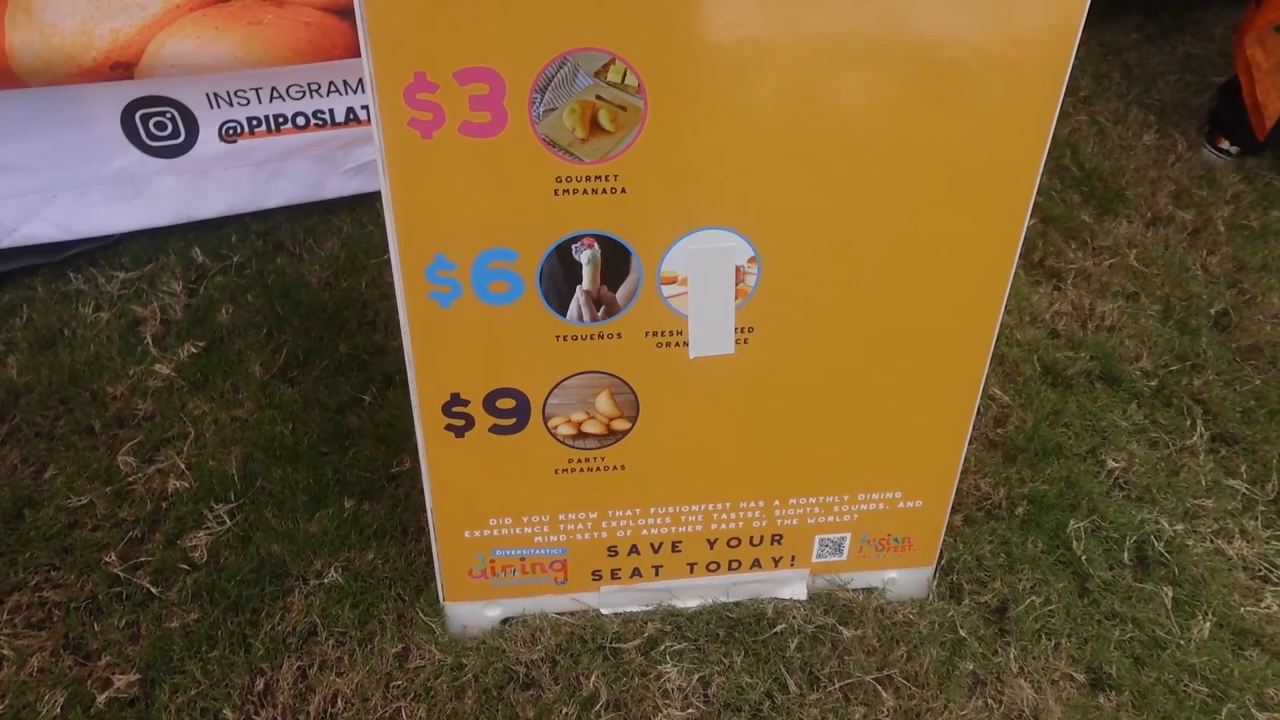 INSTAGRAM
@PIPOSLAT
$3
GOURMET
EMPANADA
$6
TEQUEÑOS
FRESH
$9
PARTY
EMPANADAS
DID YOU KNOW THAT FUSIONFEST HAS A MONTHLY DINING
EXPERIENCE THAT EXPLORES THE TASTSE, SIGHTS, SOUNDS, AND
MIND-SETS OF ANOTHER PART OF THE WORLD?
DIVERSITASTIC!
dining
SAVE YOUR
SEAT TODAY!
fusion
FEST